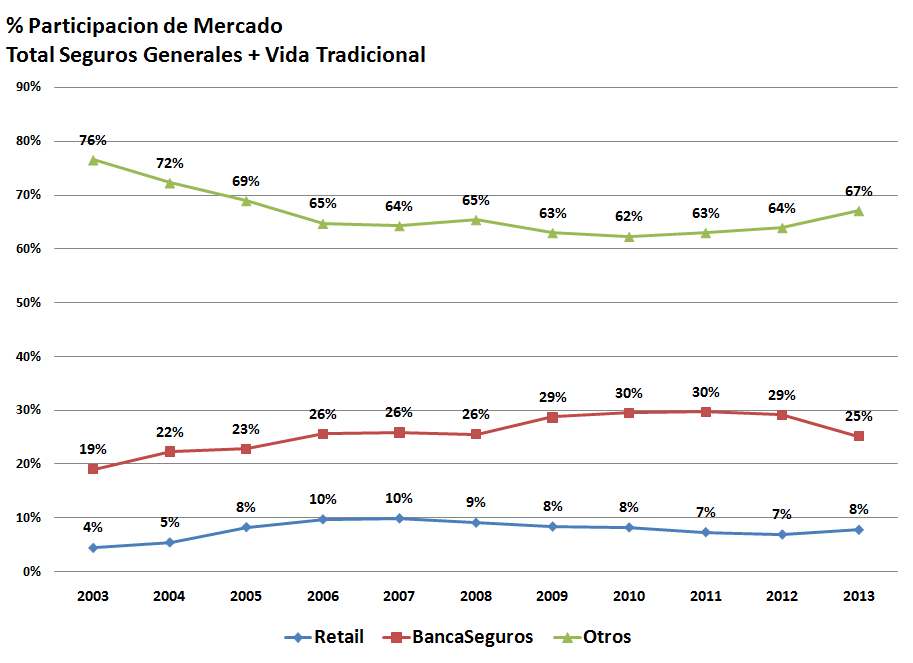 % Participacion de Mercado
Total Seguros Generales + Vida Tradicional
90%
80%
70%
60%
50%
40%
30%
20%
10%
0%
76% 72% 69% 65% 64% 65% 63% 62% 63% 64% 67%
19% 22% 23% 26% 26% 26% 29% 30% 30% 29% 25%
4% 5% 8% 10% 10% 9% 8% 8% 7% 7% 8%
2003 2004 2005 2006 2007 2008 2009 2010 2011 2012 2013
Retail BancaSeguros Otros